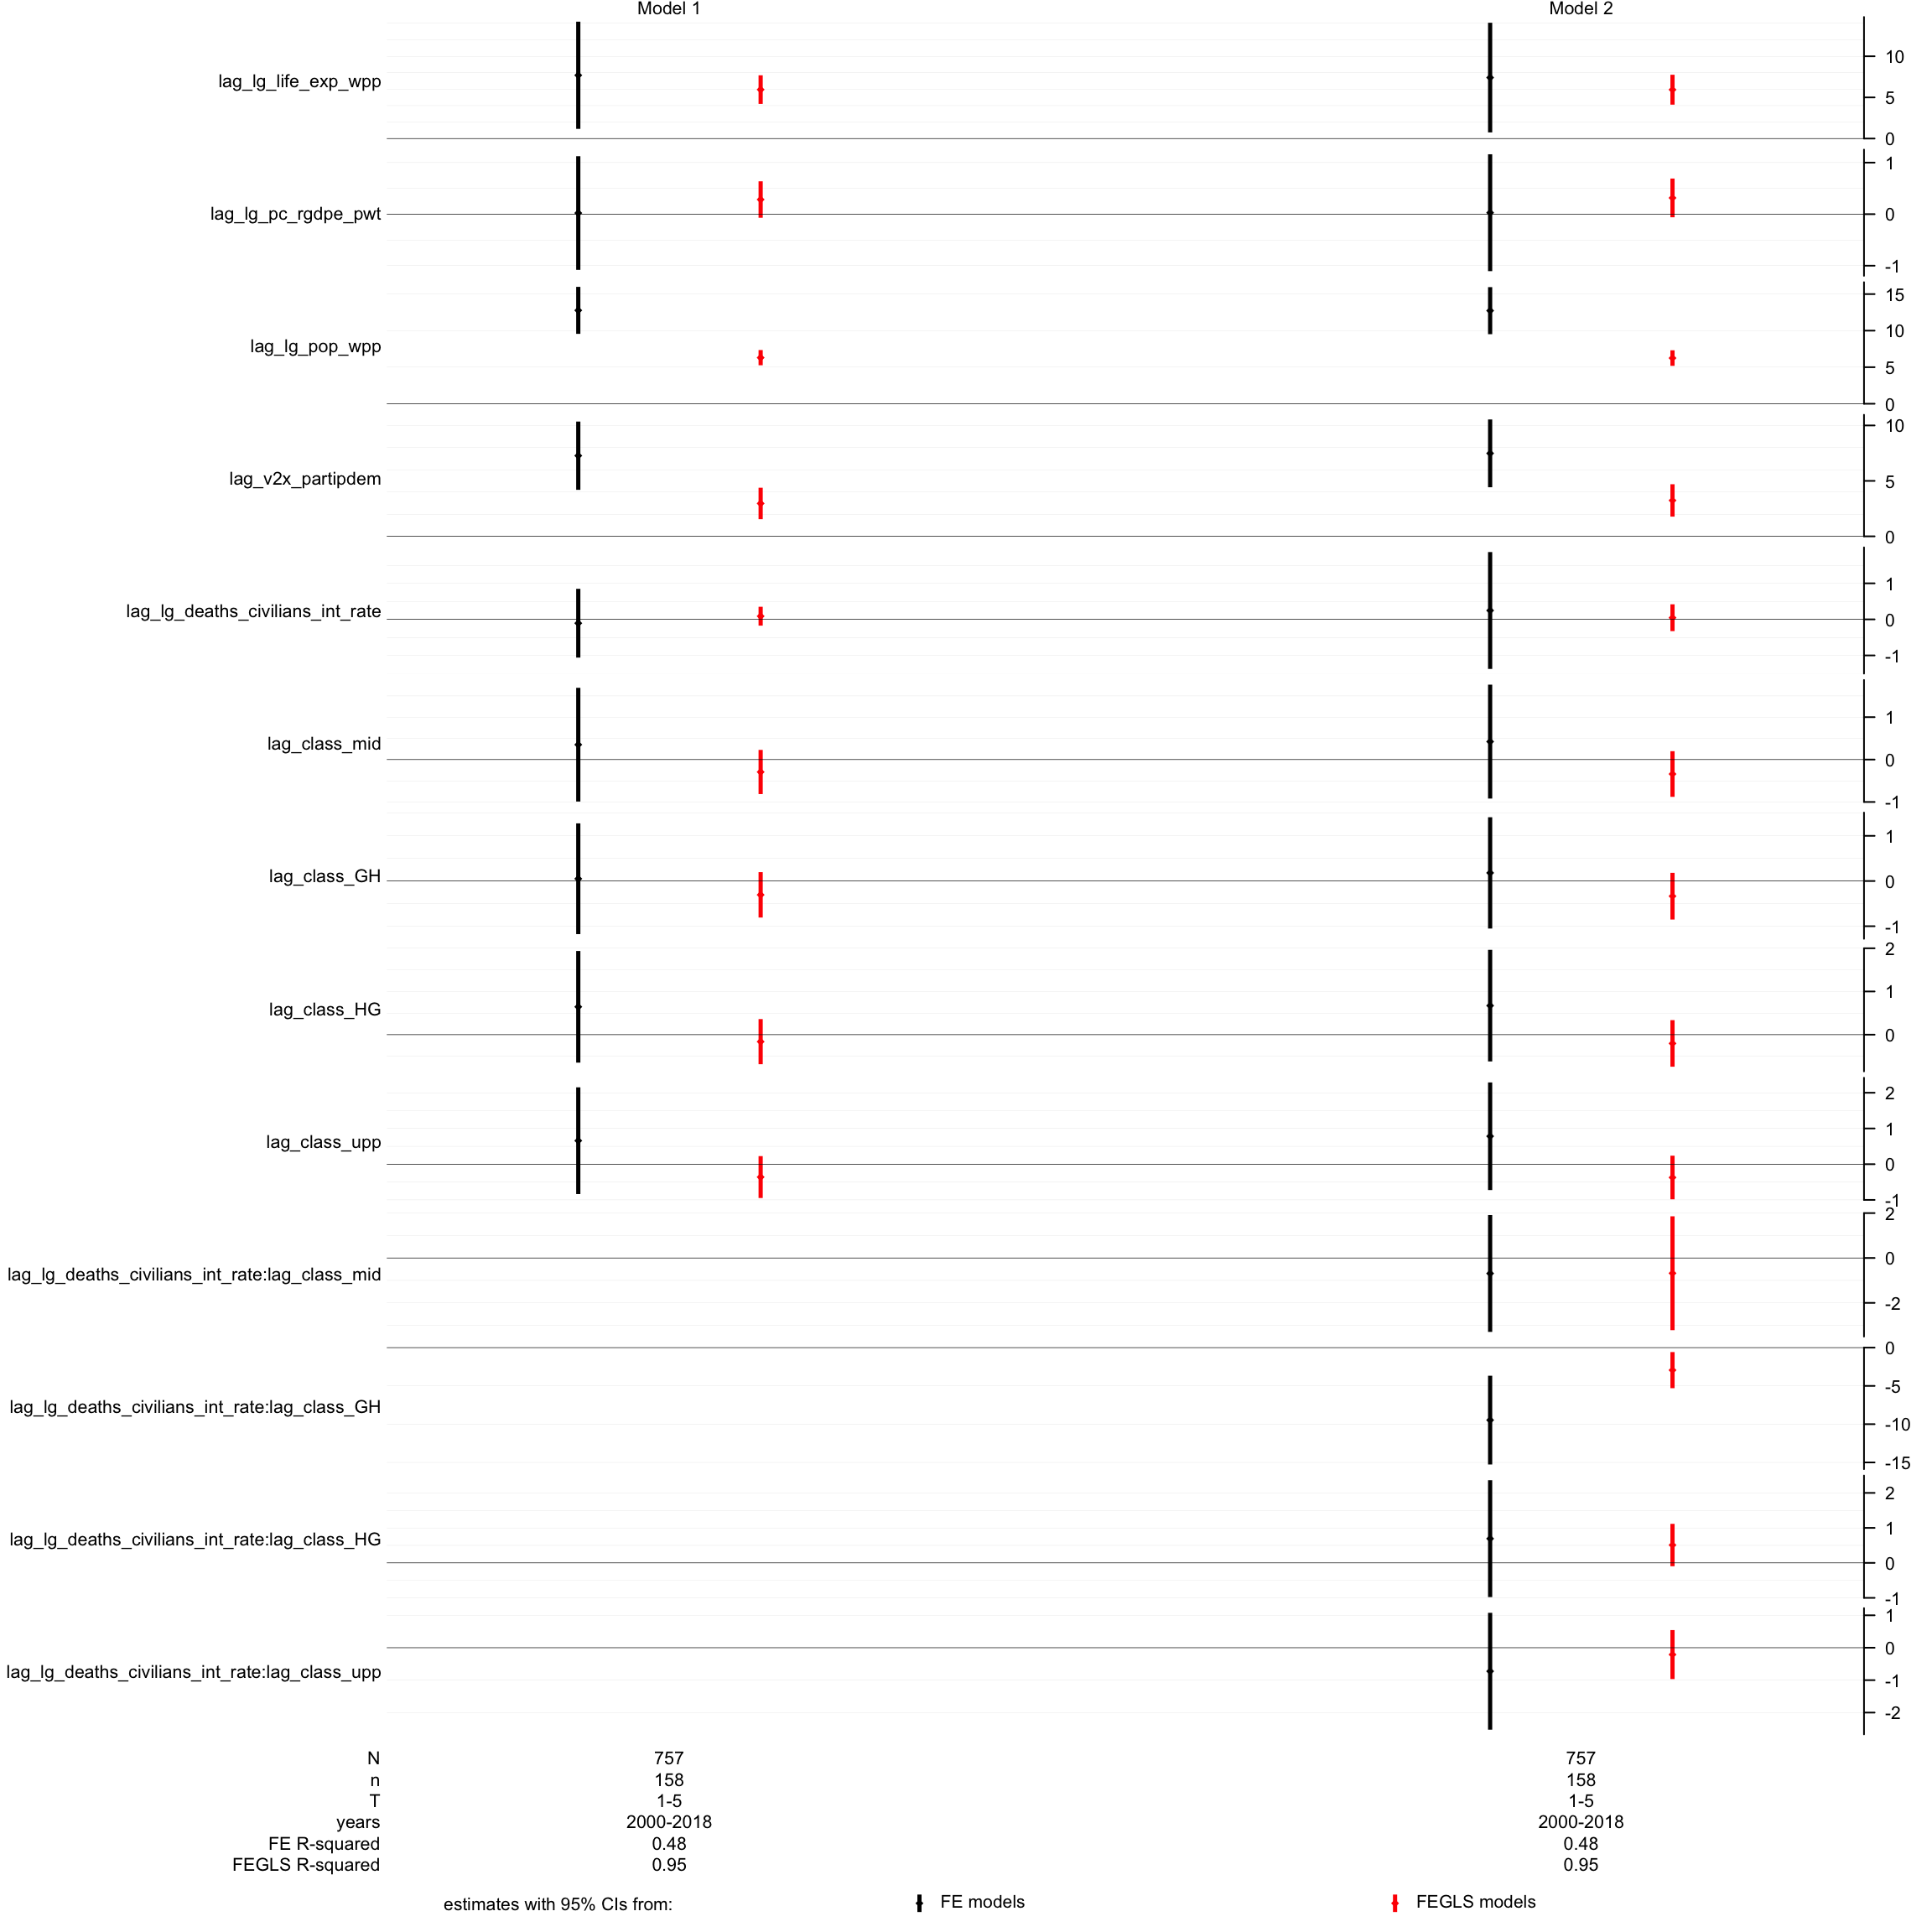 Model 1 Model 2
lag_lg_life_exp_wpp
10
5
0
lag_lg_pc_rgdpe_pwt
1
0
-1
lag_lg_pop_wpp
15
10
5
0
lag_v2x_partipdem
10
5
0
lag_lg_deaths_civilians_int_rate
1
0
-1
lag_class_mid
1
0
-1
lag_class_GH
1
0
-1
lag_class_HG
2
1
0
lag_class_upp
2
1
0
-1
lag_lg_deaths_civilians_int_rate:lag_class_mid
2
0
-2
lag_lg_deaths_civilians_int_rate:lag_class_GH
0
-5
-10
-15
lag_lg_deaths_civilians_int_rate:lag_class_HG
2
1
0
-1
lag_lg_deaths_civilians_int_rate:lag_class_upp
1
0
-1
-2
N 757 757
n 158 158
T 1-5 1-5
years 2000-2018 2000-2018
FE R-squared 0.48 0.48
FEGLS R-squared 0.95 0.95
estimates with 95% CIs from: FE models FEGLS models